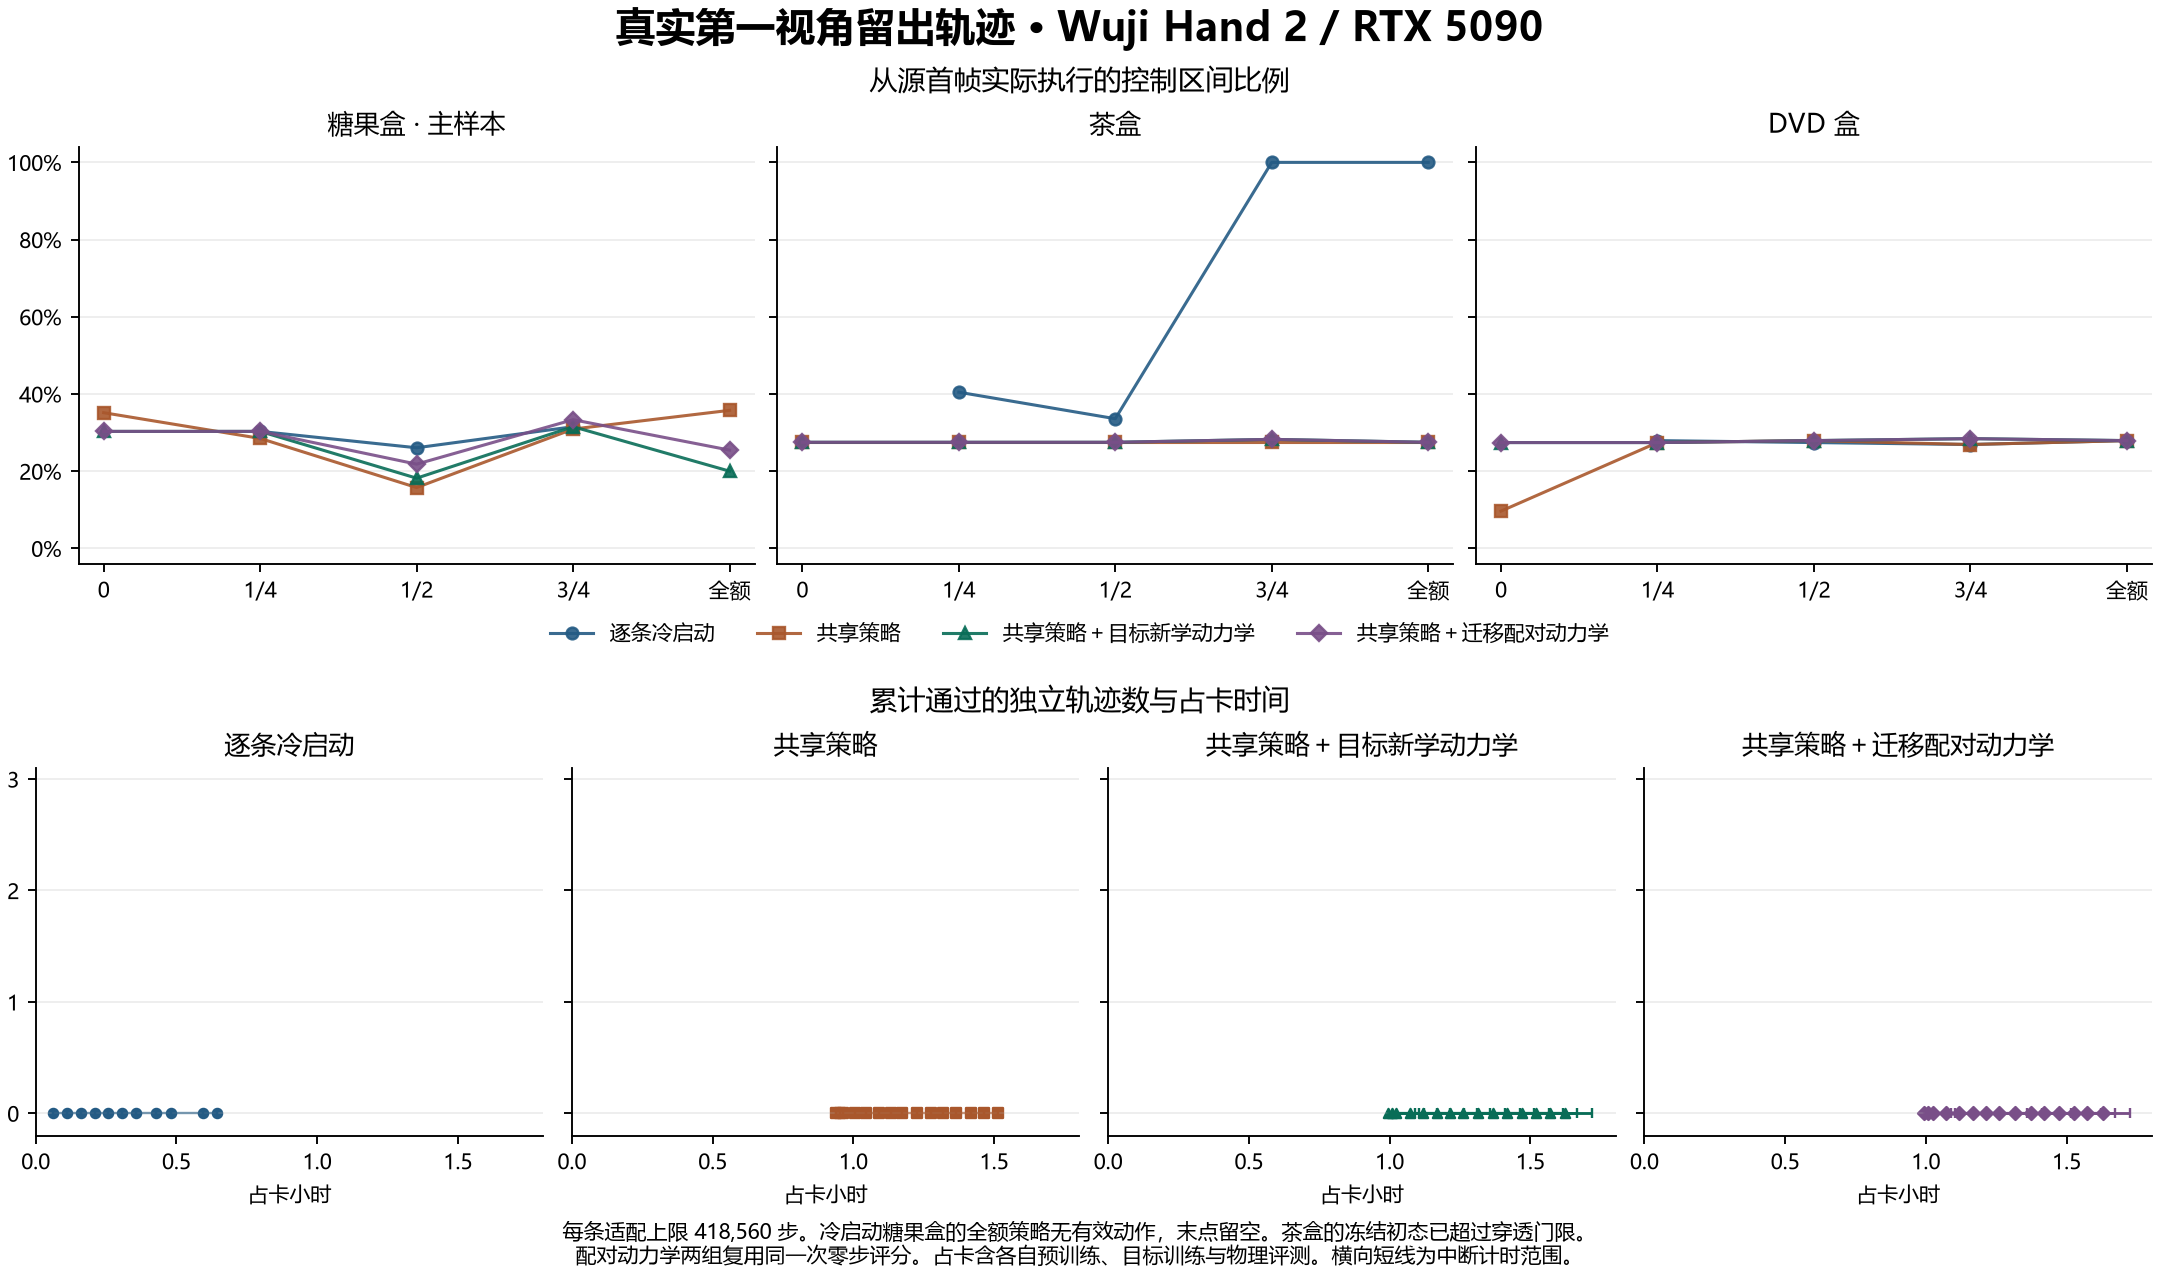 真实第一视角留出轨迹 • Wuji Hand 2 / RTX 5090
从源首帧实际执行的控制区间比例
糖果盒 · 主样本
茶盒
DVD 盒
100%
80%
60%
40%
20%
0%
0 1/4 1/2 3/4 全额
0 1/4 1/2 3/4 全额
0 1/4 1/2 3/4 全额
逐条冷启动 共享策略 共享策略 + 目标新学动力学 共享策略 + 迁移配对动力学
累计通过的独立轨迹数与占卡时间
逐条冷启动
共享策略
共享策略 + 目标新学动力学
共享策略 + 迁移配对动力学
3
2
1
0
0.0 0.5 1.0 1.5
0.0 0.5 1.0 1.5
0.0 0.5 1.0 1.5
0.0 0.5 1.0 1.5
占卡小时
占卡小时
占卡小时
占卡小时
每条适配上限 418,560 步。冷启动糖果盒的全额策略无有效动作，末点留空。茶盒的冻结初态已超过穿透门限。
配对动力学两组复用同一次零步评分。占卡含各自预训练、目标训练与物理评测。横向短线为中断计时范围。